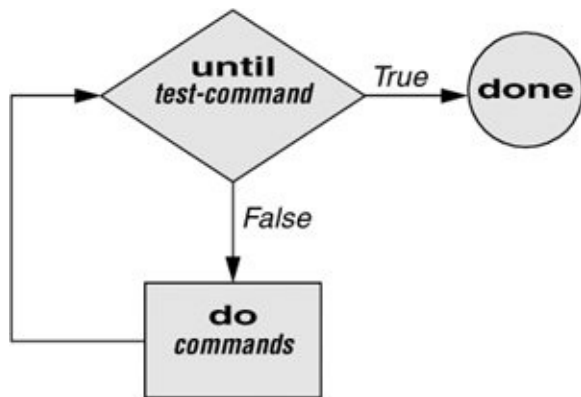 until
test-command
True
done
False
do
commands